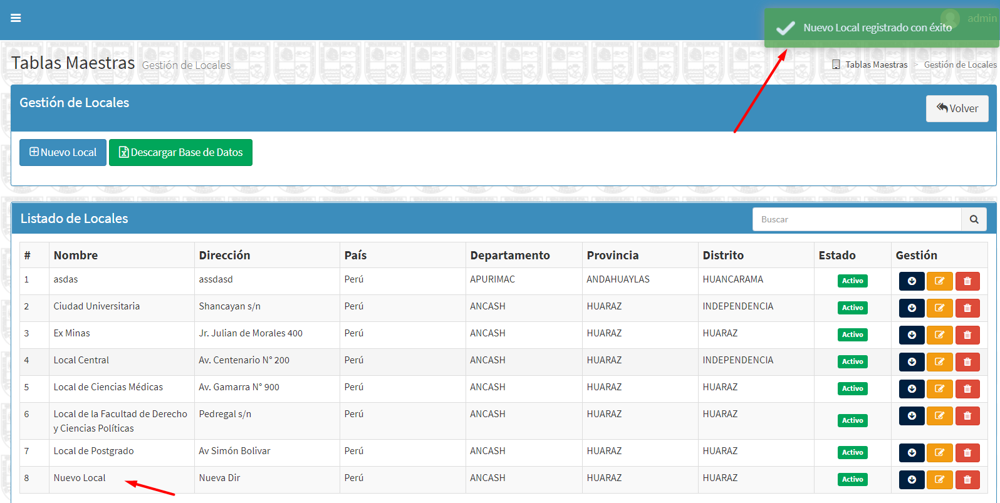 admin
Nuevo Local registrado con éxito
Tablas Maestras Gestión de Locales
Tablas Maestras > Gestión de Locales
Gestión de Locales
Volver
Nuevo Local Descargar Base de Datos
Listado de Locales
Buscar
# Nombre Dirección País Departamento Provincia Distrito Estado Gestión
1 asdas assdasd Perú APURIMAC ANDAHUAYLAS HUANCARAMA Activo
2 Ciudad Universitaria Shancayan s/n Perú ANCASH HUARAZ INDEPENDENCIA Activo
3 Ex Minas Jr. Julian de Morales 400 Perú ANCASH HUARAZ HUARAZ Activo
4 Local Central Av. Centenario N° 200 Perú ANCASH HUARAZ INDEPENDENCIA Activo
5 Local de Ciencias Médicas Av. Gamarra N° 900 Perú ANCASH HUARAZ HUARAZ Activo
6 Local de la Facultad de Derecho Pedregal s/n Perú ANCASH HUARAZ HUARAZ Activo
y Ciencias Políticas
7 Local de Postgrado Av Simón Bolivar Perú ANCASH HUARAZ HUARAZ Activo
8 Nuevo Local Nueva Dir Perú ANCASH HUARAZ HUARAZ Activo